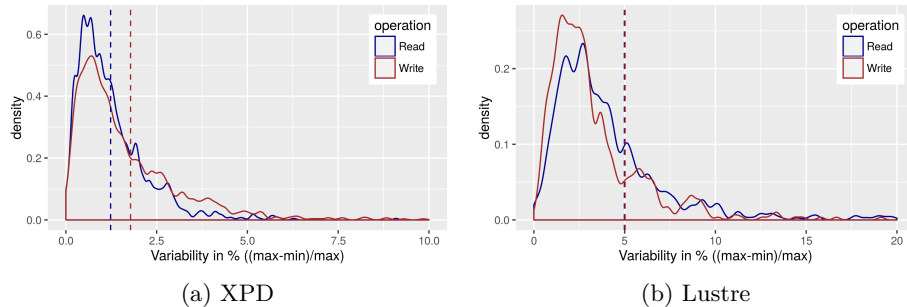 operation
Read
Write
density
0.6
0.4
0.2
0.0
0.0 2.5 5.0 7.5 10.0
Variability in % ((max-min)/max)
(a) XPD
operation
Read
Write
density
0.2
0.1
0.0
0 5 10 15 20
Variability in % ((max-min)/max)
(b) Lustre